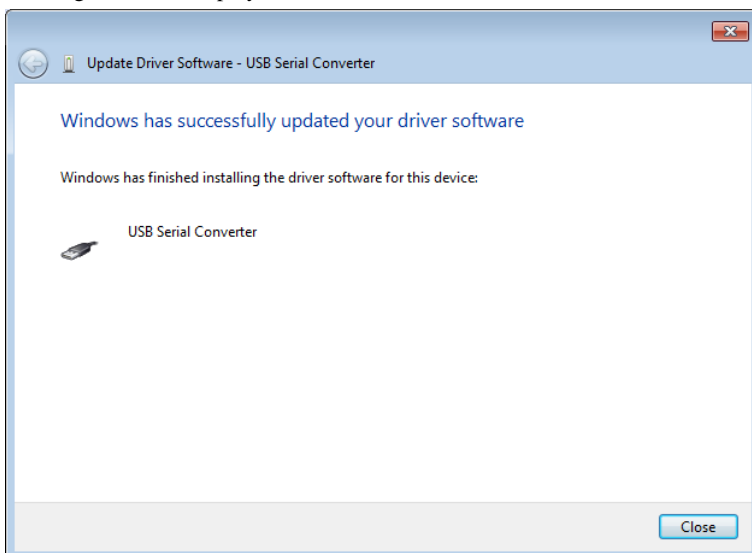 Update Driver Software - USB Serial Converter
Windows has successfully updated your driver software
Windows has finished installing the driver software for this device:
USB Serial Converter
Close